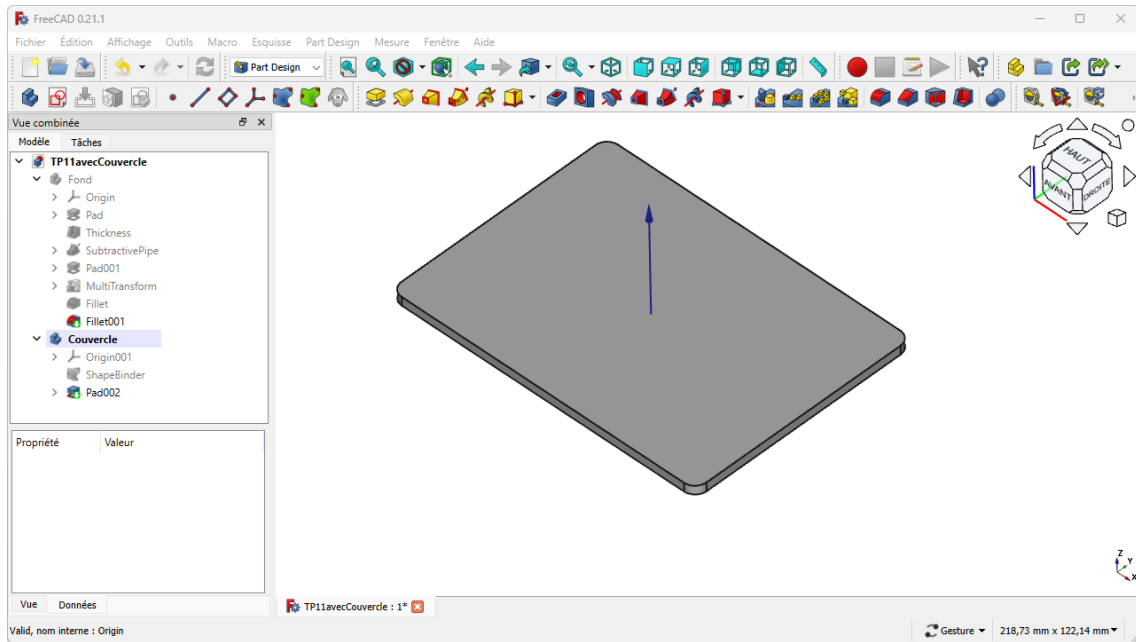 FreeCAD 0.21.1
Fichier Édition Affichage Outils Macro Esquisse Part Design Mesure Fenêtre Aide
Part Design
Vue combinée
Modèle Tâches
TP11avecCouvercle
Fond
Origin
Pad
Thickness
SubtractivePipe
Pad001
MultiTransform
Fillet
Fillet001
Couvercle
Origin001
ShapeBinder
Pad002
Propriété Valeur
HAUT
AVANT
DROITE
Z
Y
X
Vue Données
TP11avecCouvercle : 1*
Valid, nom interne : Origin
Gesture 218,73 mm x 122,14 mm